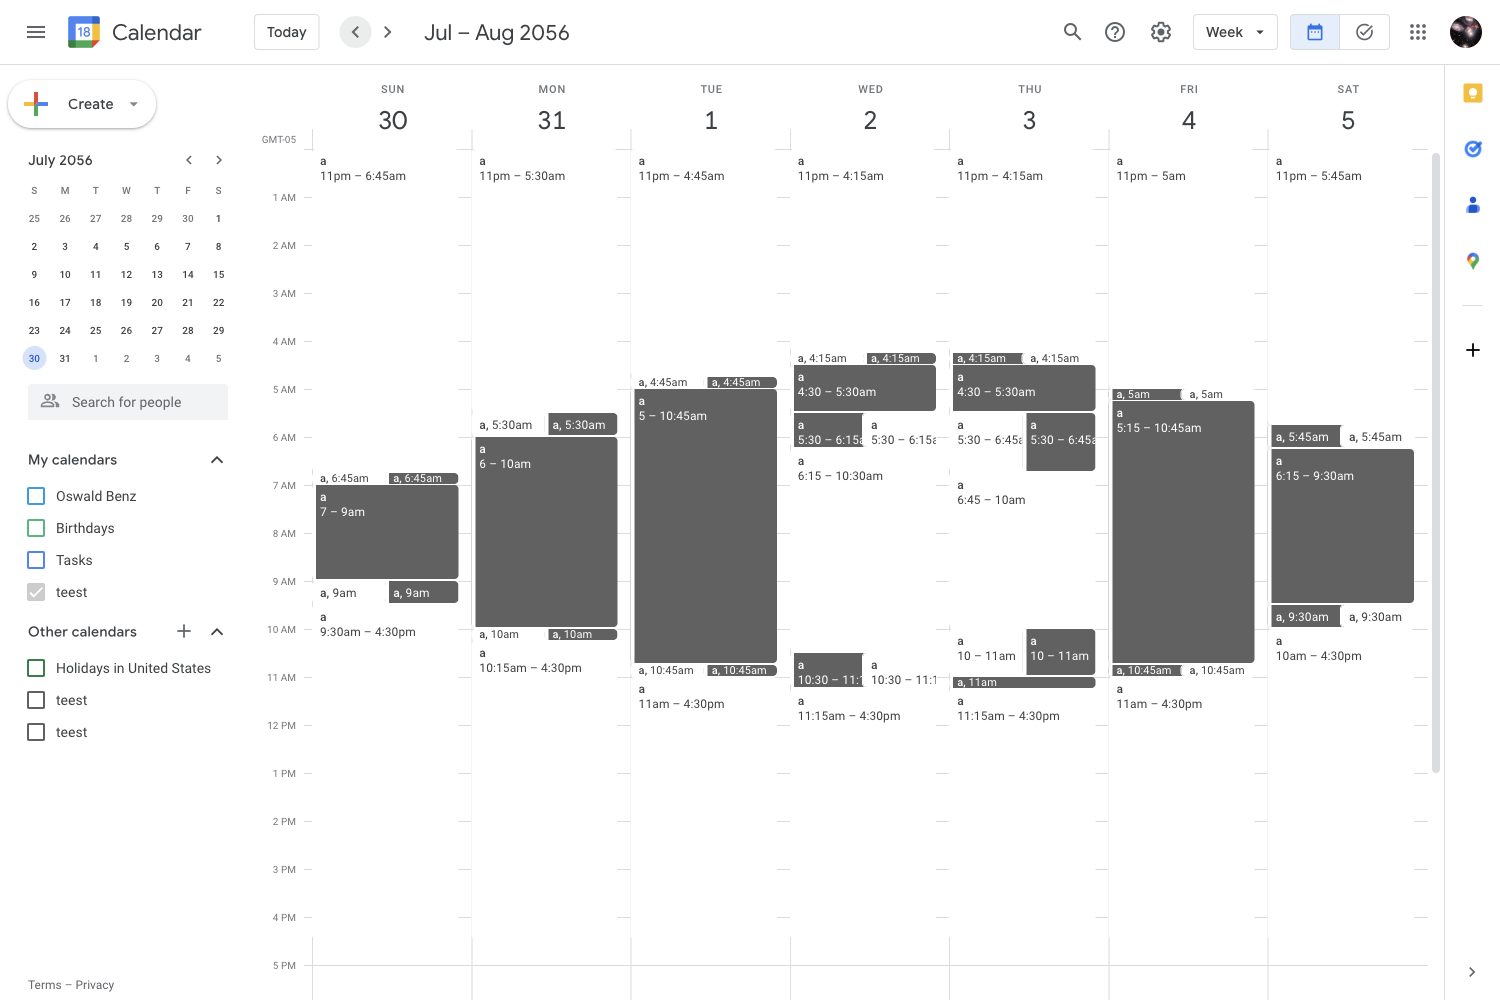 18 Calendar Today Jul – Aug 2056 Week
Create
July 2056
S M T W T F S
25 26 27 28 29 30 1
2 3 4 5 6 7 8
9 10 11 12 13 14 15
16 17 18 19 20 21 22
23 24 25 26 27 28 29
30 31 1 2 3 4 5
Search for people
My calendars
Oswald Benz
Birthdays
Tasks
teest
Other calendars
Holidays in United States
teest
teest
Terms – Privacy
SUN MON TUE WED THU FRI SAT
30 31 1 2 3 4 5
GMT-05
1 AM
2 AM
3 AM
4 AM
5 AM
6 AM
7 AM
8 AM
9 AM
10 AM
11 AM
12 PM
1 PM
2 PM
3 PM
4 PM
5 PM
a
11pm – 6:45am
a, 6:45am
a, 6:45am
a
7 – 9am
a, 9am
a, 9am
a
9:30am – 4:30pm
a
11pm – 5:30am
a, 5:30am
a, 5:30am
a
6 – 10am
a, 10am
a, 10am
a
10:15am – 4:30pm
a
11pm – 4:45am
a, 4:45am
a, 4:45am
a
5 – 10:45am
a, 10:45am
a, 10:45am
a
11am – 4:30pm
a
11pm – 4:15am
a, 4:15am
a, 4:15am
a
4:30 – 5:30am
a
5:30 – 6:15a
a
5:30 – 6:15a
a
6:15 – 10:30am
a
10:30 – 11:1
a
10:30 – 11:1
a
11:15am – 4:30pm
a
11pm – 4:15am
a, 4:15am
a, 4:15am
a
4:30 – 5:30am
a
5:30 – 6:45a
a
5:30 – 6:45a
a
6:45 – 10am
a
10 – 11am
a
10 – 11am
a, 11am
a
11:15am – 4:30pm
a
11pm – 5am
a, 5am
a, 5am
a
5:15 – 10:45am
a, 10:45am
a, 10:45am
a
11am – 4:30pm
a
11pm – 5:45am
a, 5:45am
a, 5:45am
a
6:15 – 9:30am
a, 9:30am
a, 9:30am
a
10am – 4:30pm